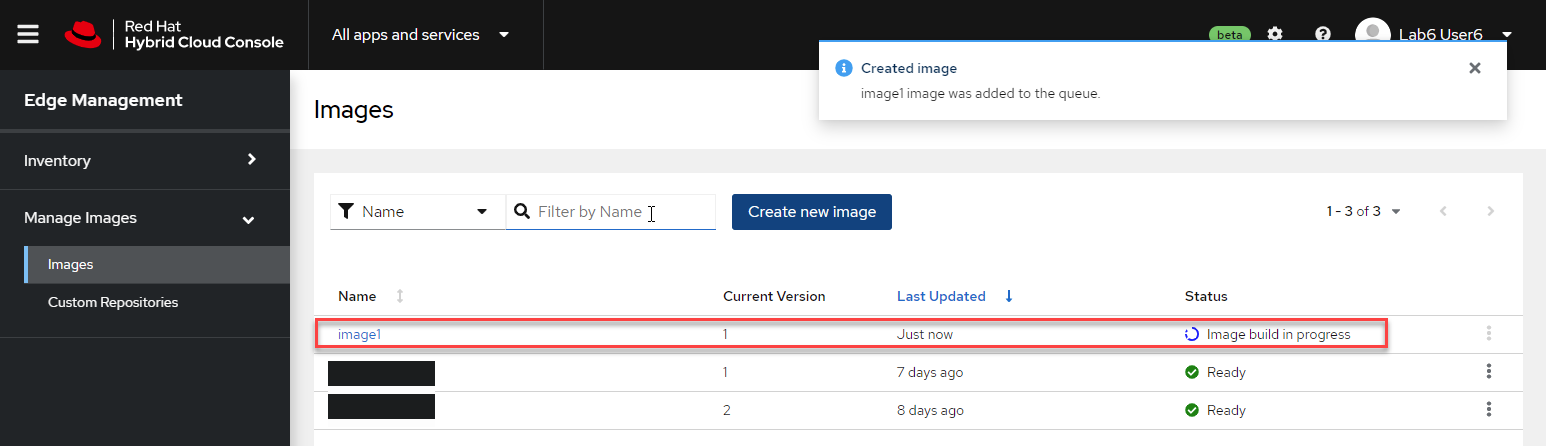 Red Hat
Hybrid Cloud Console
All apps and services
beta
Lab6 User6
Created image
image1 image was added to the queue.
Edge Management
Inventory
Manage Images
Images
Custom Repositories
Images
Name
Filter by Name
Create new image
1 - 3 of 3
Name Current Version Last Updated Status
image1 1 Just now Image build in progress
1 7 days ago Ready
2 8 days ago Ready